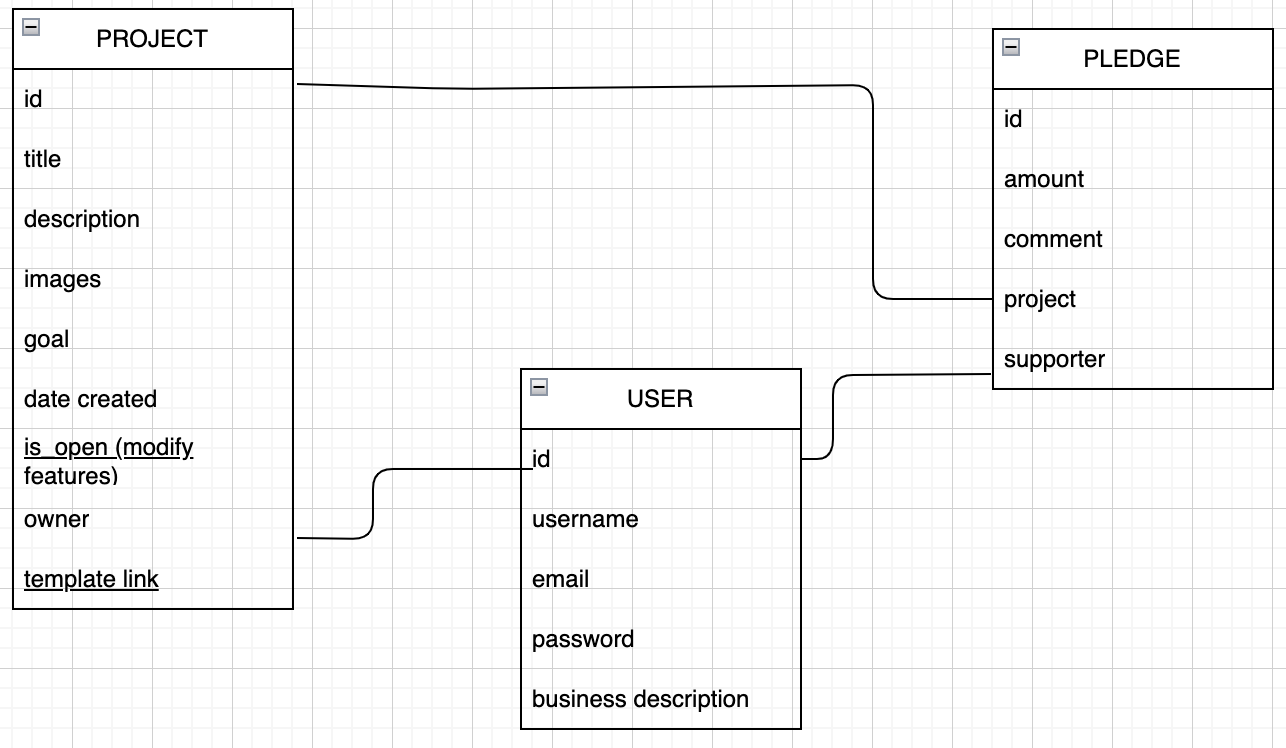 PROJECT
id
title
description
images
goal
date created
is_open (modify
features)
owner
template link
USER
id
username
email
password
business description
PLEDGE
id
amount
comment
project
supporter